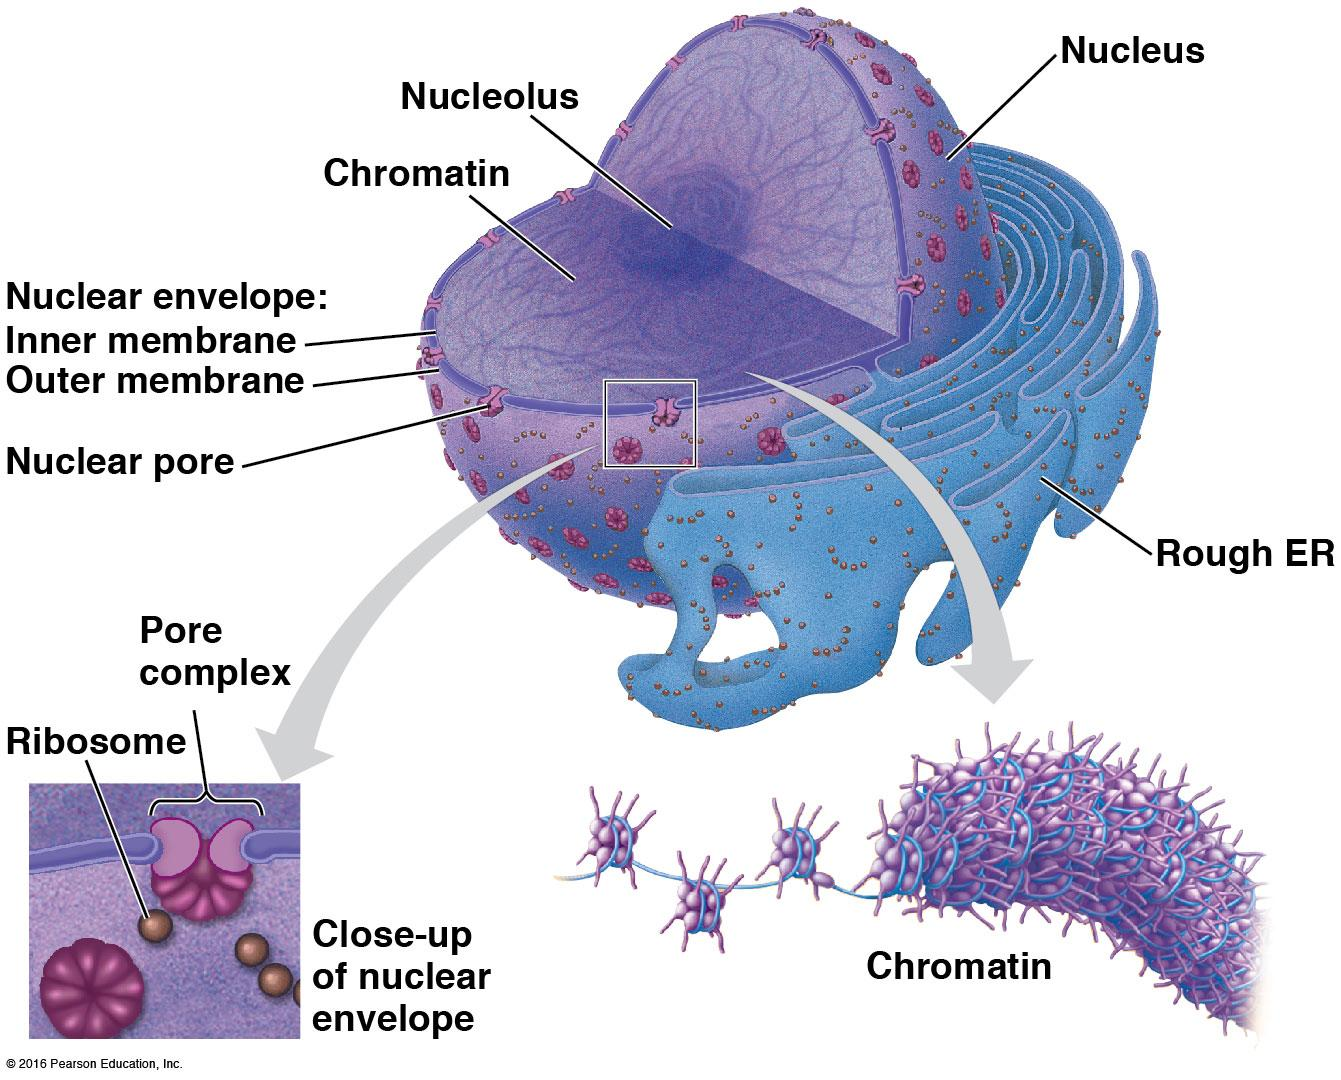 Nucleus
Nucleolus
Chromatin
Nuclear envelope:
Inner membrane
Outer membrane
Nuclear pore
Rough ER
Pore
complex
Ribosome
Close-up
of nuclear
envelope
Chromatin
© 2016 Pearson Education, Inc.